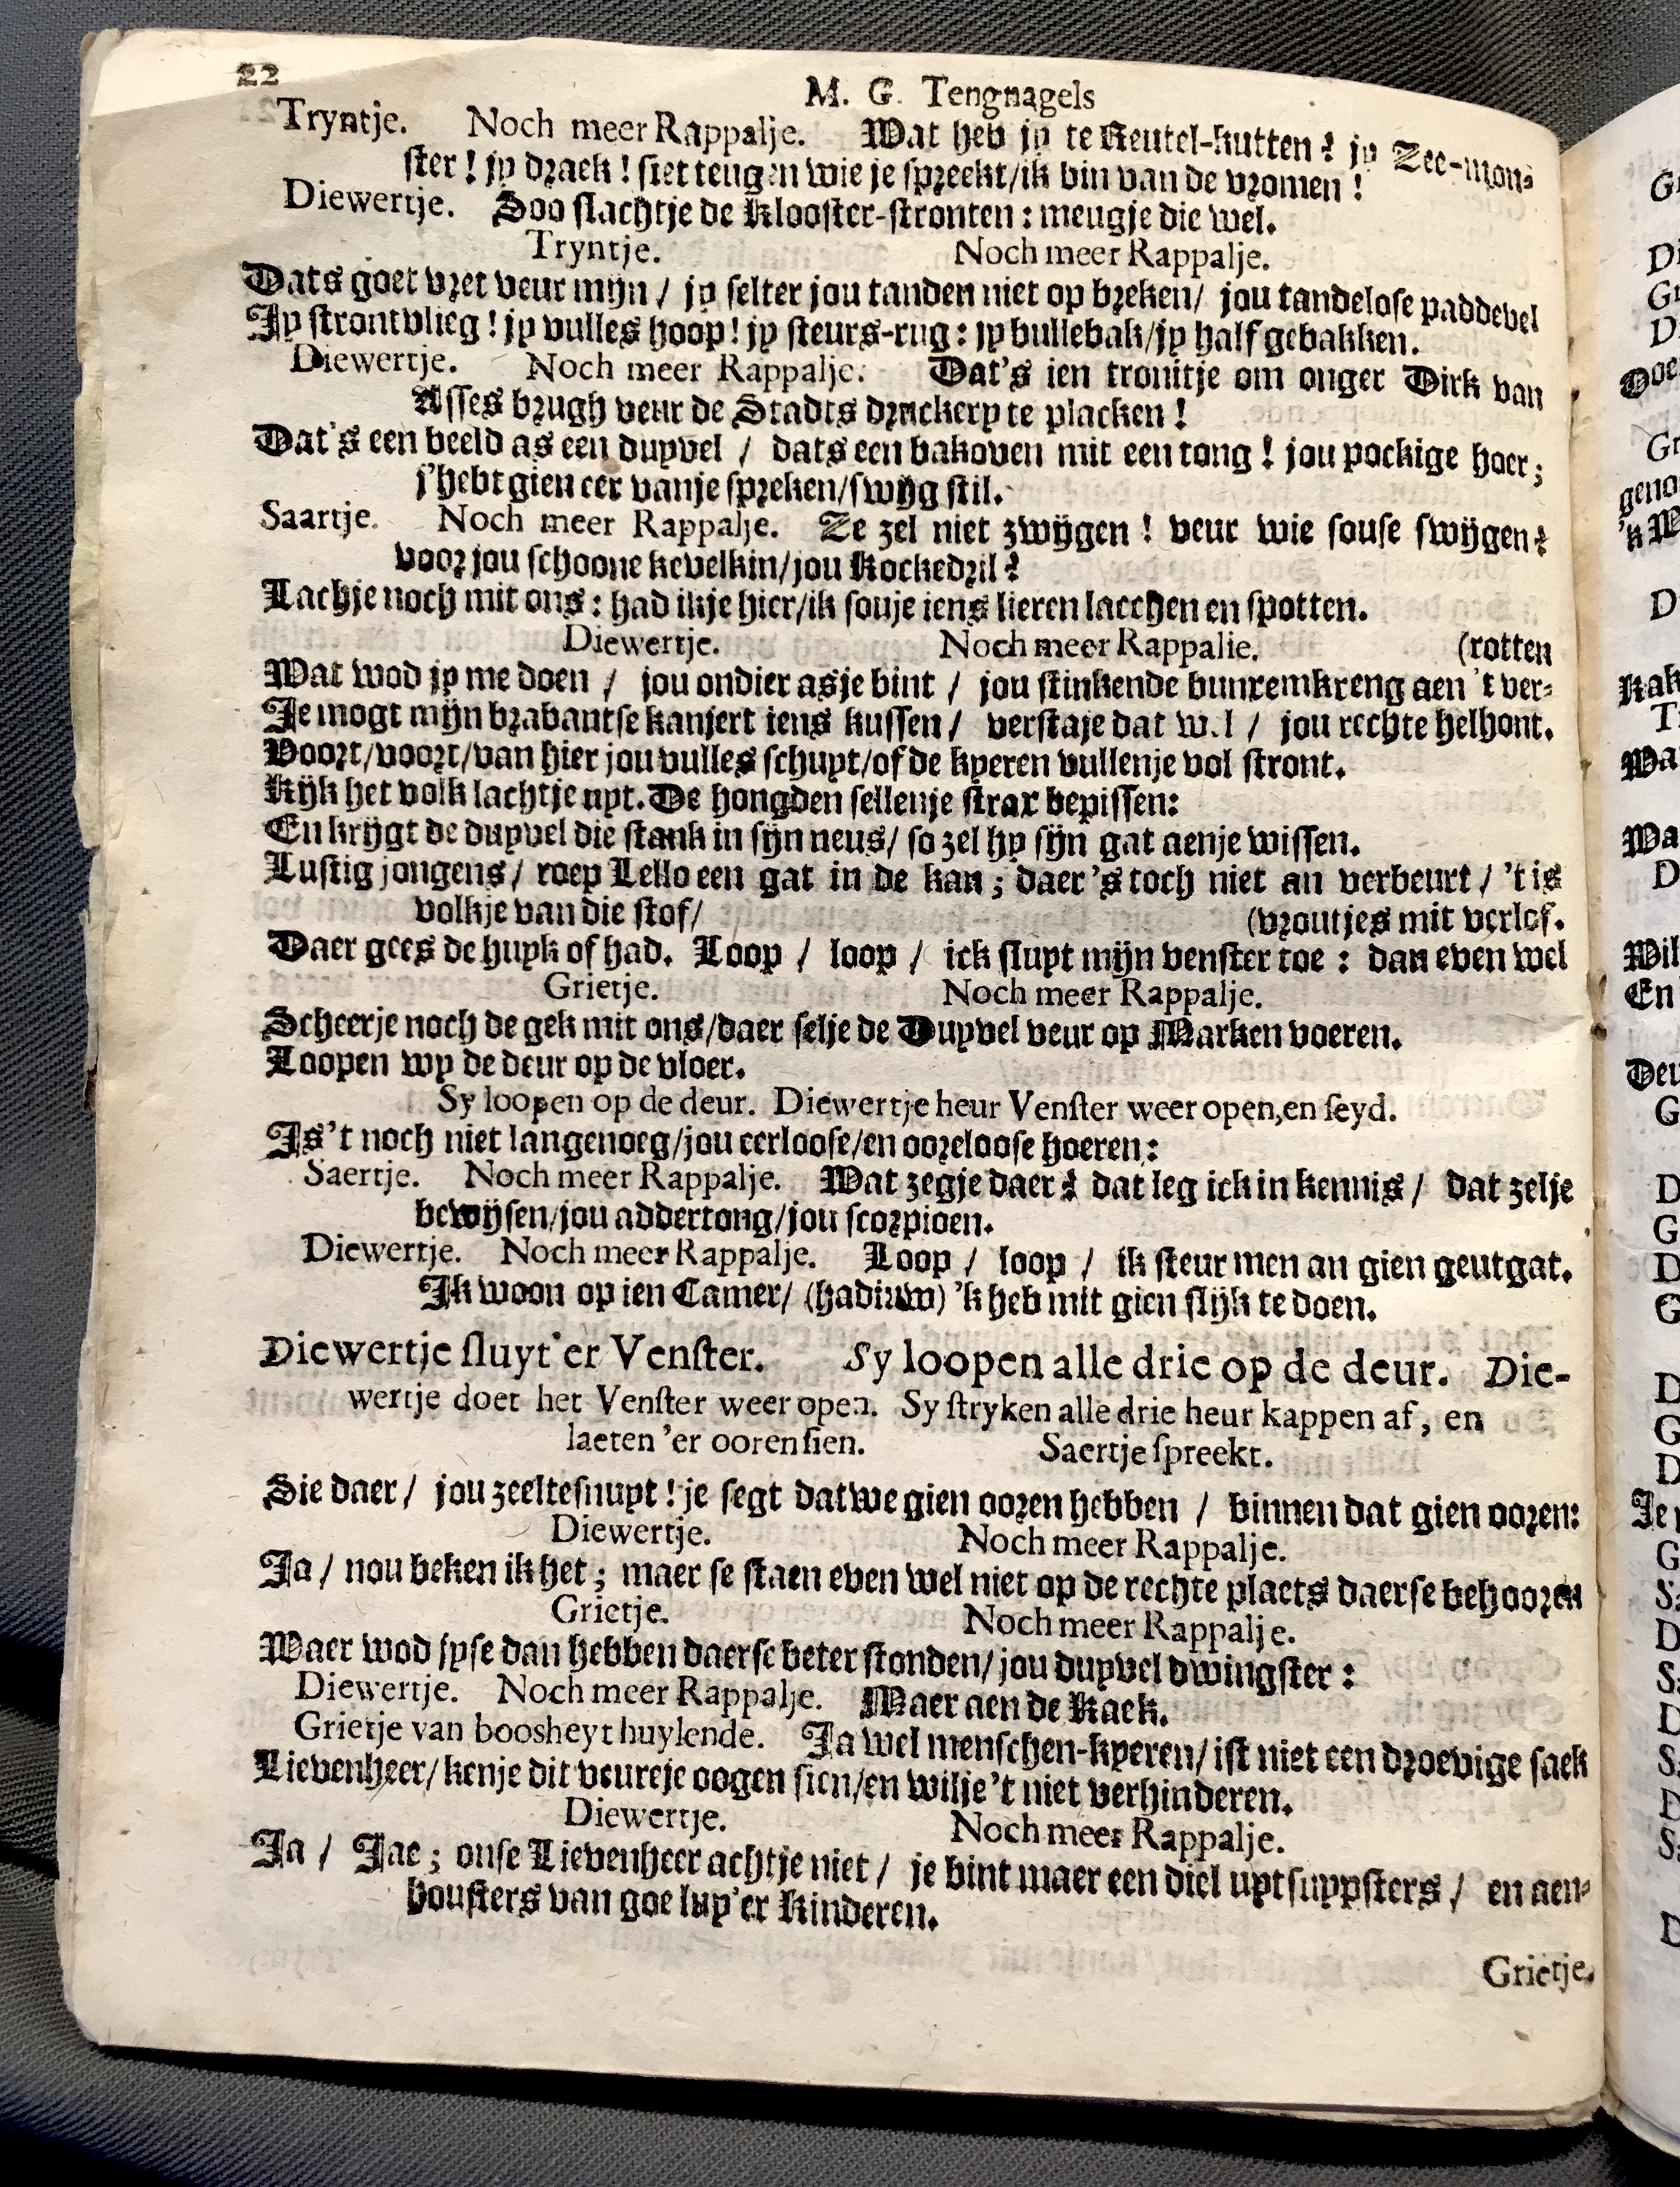 22
M. G. Tengnagels
Tryntje. Noch meer Rappalje. Wat heb jy te Keutel-kutten? jy Zee-mon-
ster! jy draek! siet teugen wie je spreekt/ik bin van de vromen!
Diewertje. Soo slachtje de Klooster-stronten: meugje die wel.
Tryntje. Noch meer Rappalje.
Dats goet vret veur mijn / jy selter jou tanden niet op breken/ jou tandelose paddevel
Jy strontvlieg! jy vulles hoop! jy steurs-rug: jy bullebak/jy half gebakken.
Diewertje. Noch meer Rappalje. Dat's ien tronitje om onger Dirk van
Asses brugh veur de Stadts druckery te placken!
Dat's een beeld as een duyvel / dats een bakoven mit een tong! jou pockige hoer;
j'hebt gien eer vanje spreken/swijg stil.
Saartje. Noch meer Rappalje. Ze zel niet zwijgen! veur wie souse swijgen?
voor jou schoone kevelkin/jou Kockedril?
Lachje noch mit ons: had ikje hier/ik souje iens lieren lacchen en spotten.
Diewertje. Noch meer Rappalie. (rotten
Wat wod jy me doen / jou ondier asje bint / jou stinkende bunxemkreng aen 't ver-
Je mogt mijn brabantse kanjert iens kussen/ verstaje dat w.l / jou rechte helhont.
Voort/voort/van hier jou vulles schuyt/of de kyeren vullenje vol stront.
Kijk het volk lachtje uyt. De hongden sellenje strax bepissen:
En krijgt de duyvel die stank in sijn neus/ so zel hy sijn gat aenje wissen.
Lustig jongens/ roep Lello een gat in de kan; daer's toch niet an verbeurt/ 't is
volkje van die stof/ (vroutjes mit verlof.
Daer gees de huyk of had. Loop / loop / ick sluyt mijn venster toe: dan even wel
Grietje. Noch meer Rappalje.
Scheerje noch de gek mit ons/daer selje de Duyvel veur op Marken voeren.
Loopen wy de deur op de vloer.
Sy loopen op de deur. Diewertje heur Venster weer open,en seyd.
Is't noch niet langenoeg/jou eerloose/en ooreloose hoeren:
Saertje. Noch meer Rappalje. Wat zegje daer? dat leg ick in kennis/ dat zelje
bewijsen/jou addertong/jou scorpioen.
Diewertje. Noch meer Rappalje. Loop / loop / ik steur men an gien geutgat.
Ik woon op ien Camer/ 'k heb mit gien slijk te doen.
Diewertje sluyt'er Venster. Sy loopen alle drie op de deur. Die-
wertje doet het Venster weer open. Sy stryken alle drie heur kappen af, en
laeten 'er ooren sien. Saertje spreekt.
Sie daer/ jou zeeltesnuyt! je segt datwe gien ooren hebben / binnen dat gien ooren:
Diewertje. Noch meer Rappalje.
Ja / nou beken ik het; maer se staen even wel niet op de rechte plaets daerse behooren
Grietje. Noch meer Rappalje.
Waer wod jyse dan hebben daerse beter stonden/jou duyvel dwingster:
Diewertje. Noch meer Rappalje. Maer aen de Kaek.
Grietje van boosheyt huylende. Ja wel menschen-kyeren/ist niet een droevige saek
Lievenheer/kenje dit veureje oogen sien/en wilje't niet verhinderen.
Diewertje. Noch meer Rappalje.
Ja / Jae; onse Lievenheer achtje niet/ je bint maer een diel uytsuypsters/ en aen-
housters van goe luy'er Kinderen.
Grietje.